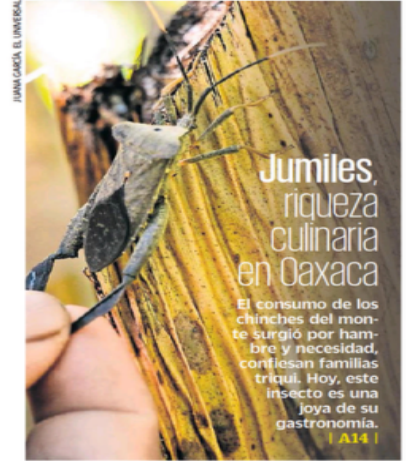 JUANA GARCÍA. EL UNIVERSAL
Jumiles,
riqueza
culinaria
en Oaxaca
El consumo de los
chinches del mon-
te surgió por ham-
bre y necesidad,
confiesan familias
triqui. Hoy, este
insecto es una
joya de su
gastronomía.
| A14 |